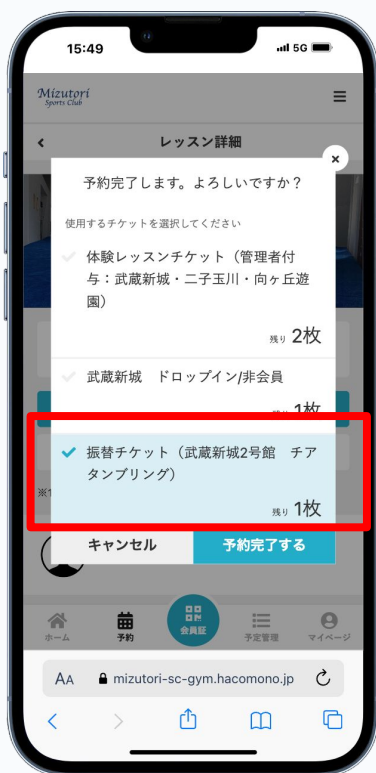 15:49
5G
Mizutori
Sports Club
レッスン詳細
予約完了します。よろしいですか？
使用するチケットを選択してください
体験レッスンチケット（管理者付
与：武蔵新城・二子玉川・向ヶ丘遊
園）
残り 2枚
武蔵新城　ドロップイン/非会員
残り 1枚
振替チケット（武蔵新城2号館　チア
タンブリング）
残り 1枚
※1
キャンセル
予約完了する
ホーム
予約
会員証
予定管理
マイページ
AA
mizutori-sc-gym.hacomono.jp